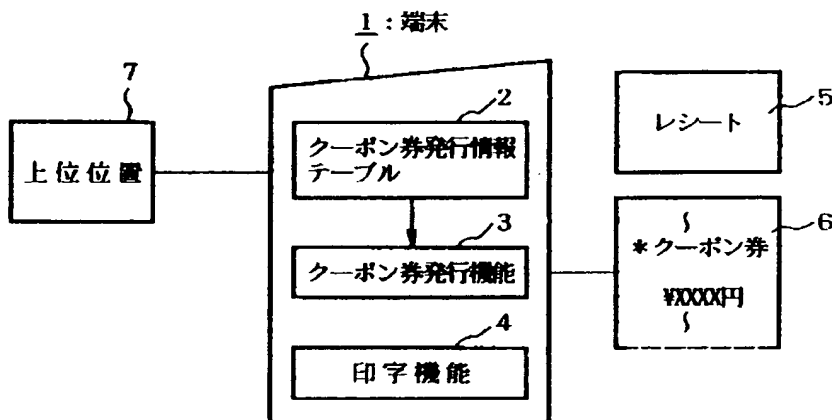 1：端末
7
上位位置
2
クーポン券発行情報
テーブル
3
クーポン券発行機能
4
印字機能
レシート
5
6
＊クーポン券
¥XXXX円